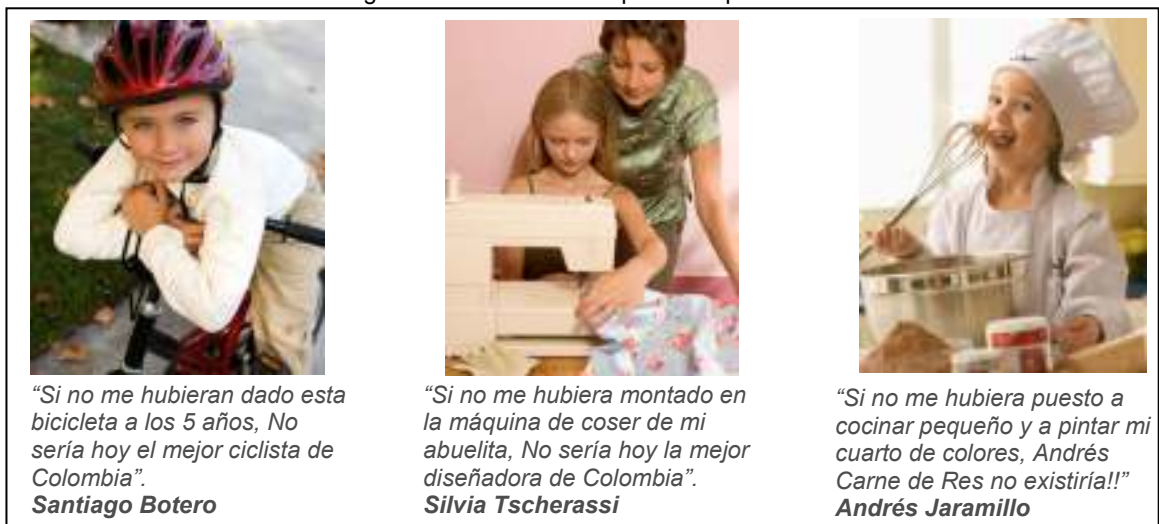 “Si no me hubieran dado esta
bicicleta a los 5 años, No
sería hoy el mejor ciclista de
Colombia”.
Santiago Botero
“Si no me hubiera montado en
la máquina de coser de mi
abuelita, No sería hoy la mejor
diseñadora de Colombia”.
Silvia Tscherassi
“Si no me hubiera puesto a
cocinar pequeño y a pintar mi
cuarto de colores, Andrés
Carne de Res no existiría!!”
Andrés Jaramillo